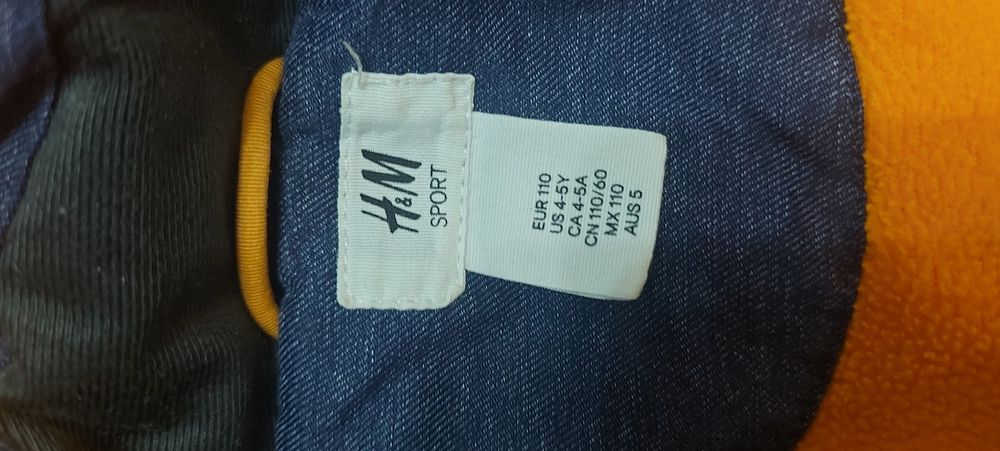 H&M
SPORT
EUR 110
US 4-5Y
CA 4-5A
CN 110/60
MX 110
AUS 5